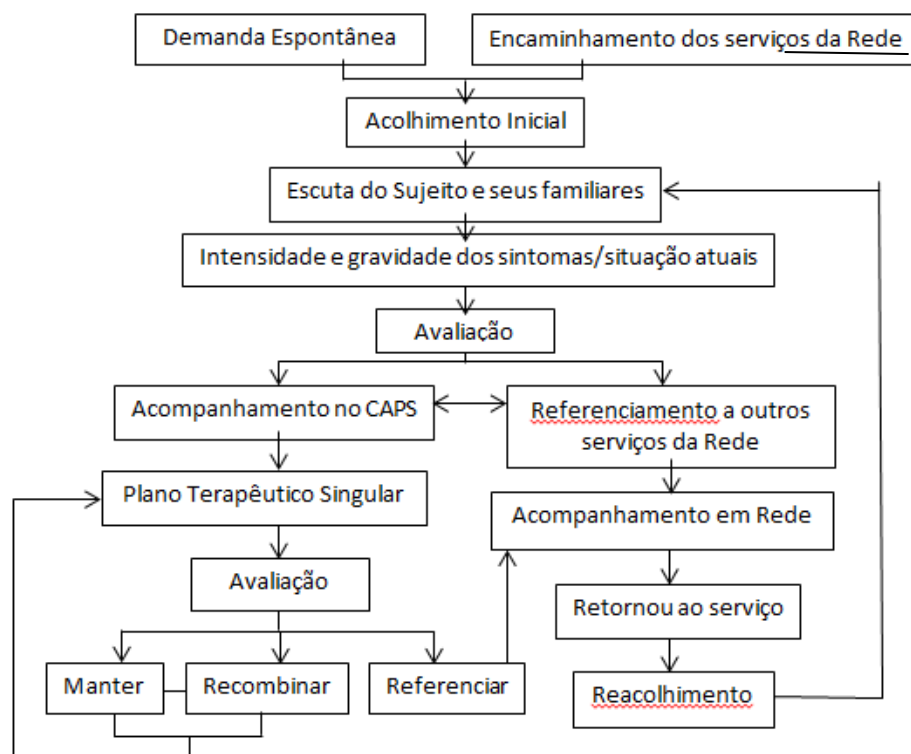 Demanda Espontânea
Encaminhamento dos serviços da Rede
Acolhimento Inicial
Escuta do Sujeito e seus familiares
Intensidade e gravidade dos sintomas/situação atuais
Avaliação
Acompanhamento no CAPS
Referenciamento a outros
serviços da Rede
Plano Terapêutico Singular
Acompanhamento em Rede
Avaliação
Retornou ao serviço
Manter
Recombinar
Referenciar
Reacolhimento